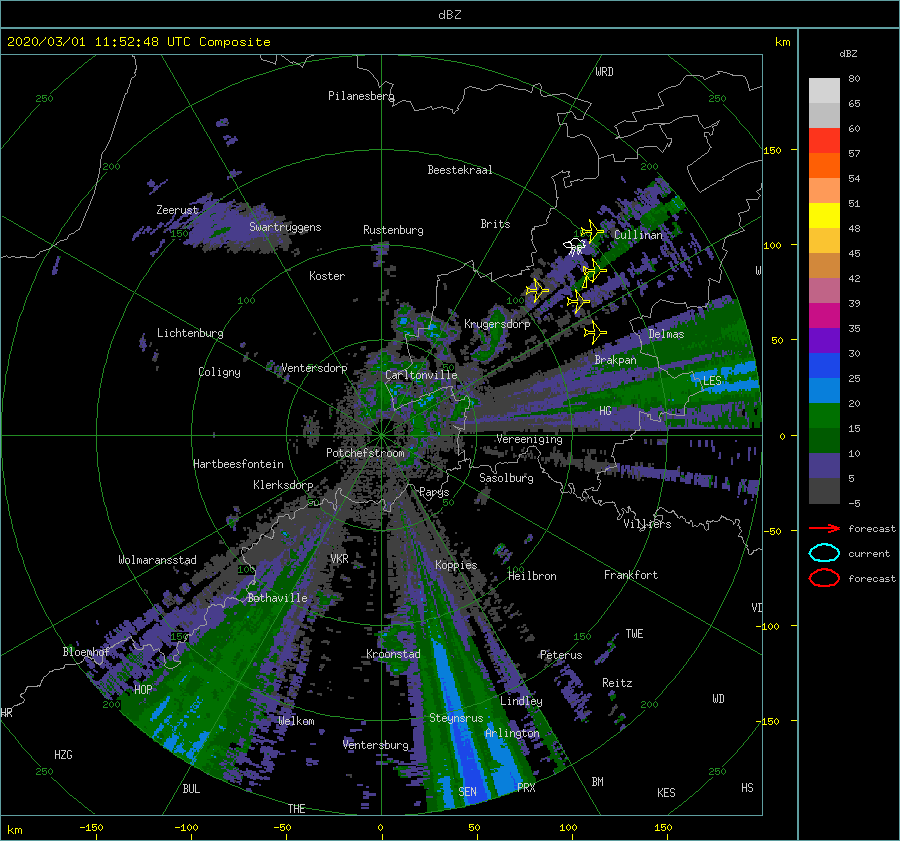 dBZ
2020/03/01 11:52:48 UTC Composite
km
dBZ
WRD
250
Pilanesberg
250
80
65
60
150
57
200
Beestekraal
200
54
Zeerust
51
Swartruggens
150
Rustenburg
Brits
Cullinan
48
100
W
45
Koster
42
100
100
39
Krugersdorp
35
Lichtenburg
Delmas
50
30
Coligny
Ventersdorp
Carltonville
Brakpan
LES
25
20
HG
15
Vereeniging
0
10
Potchefstroom
Hartbeesfontein
5
Klerksdorp
Parys
Sasolburg
-5
50
50
Villiers
-50
forecast
Wolmaransstad
VKR
Koppies
current
100
100
Heilbron
Frankfort
forecast
Bothaville
VD
-100
150
150
TWE
Bloemhof
Kroonstad
Peterus
HOP
Reitz
200
Lindley
200
WD
HR
Welkom
Steynsrus
-150
Arlington
Ventersburg
HZG
250
250
BUL
SEN
PRX
BM
KES
HS
THE
km
-150
-100
-50
0
50
100
150